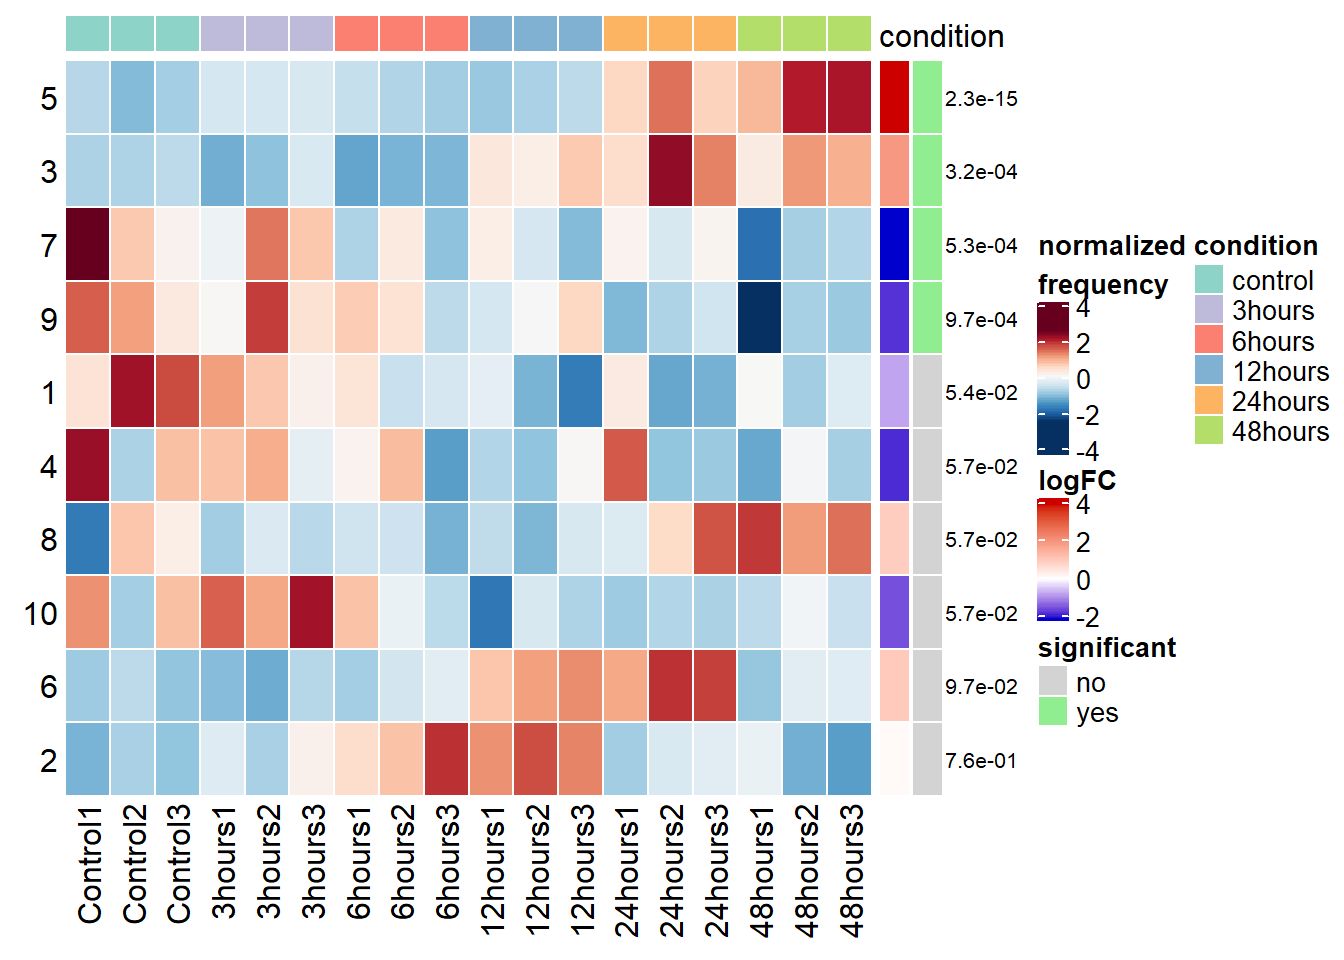 condition
5
2.3e-15
3
3.2e-04
7
5.3e-04
9
9.7e-04
1
5.4e-02
4
5.7e-02
8
5.7e-02
10
5.7e-02
6
9.7e-02
2
7.6e-01
Control1
Control2
Control3
3hours1
3hours2
3hours3
6hours1
6hours2
6hours3
12hours1
12hours2
12hours3
24hours1
24hours2
24hours3
48hours1
48hours2
48hours3
normalized
frequency
4
2
0
-2
-4
logFC
4
2
0
-2
significant
no
yes
condition
control
3hours
6hours
12hours
24hours
48hours